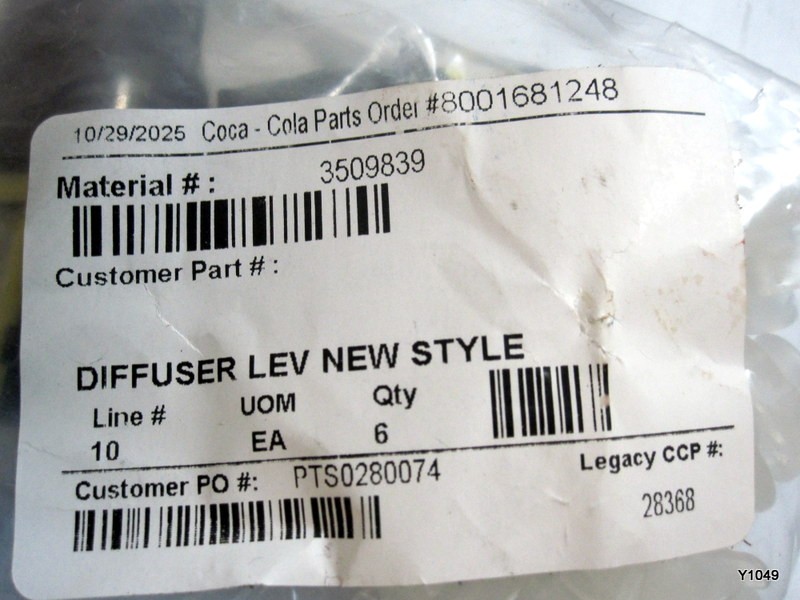 10/29/2025 Coca - Cola Parts Order #8001681248
Material # : 3509839
Customer Part # :
DIFFUSER LEV NEW STYLE
Line # UOM Qty
10 EA 6
Customer PO #: PTS0280074 Legacy CCP #:
28368
Y1049